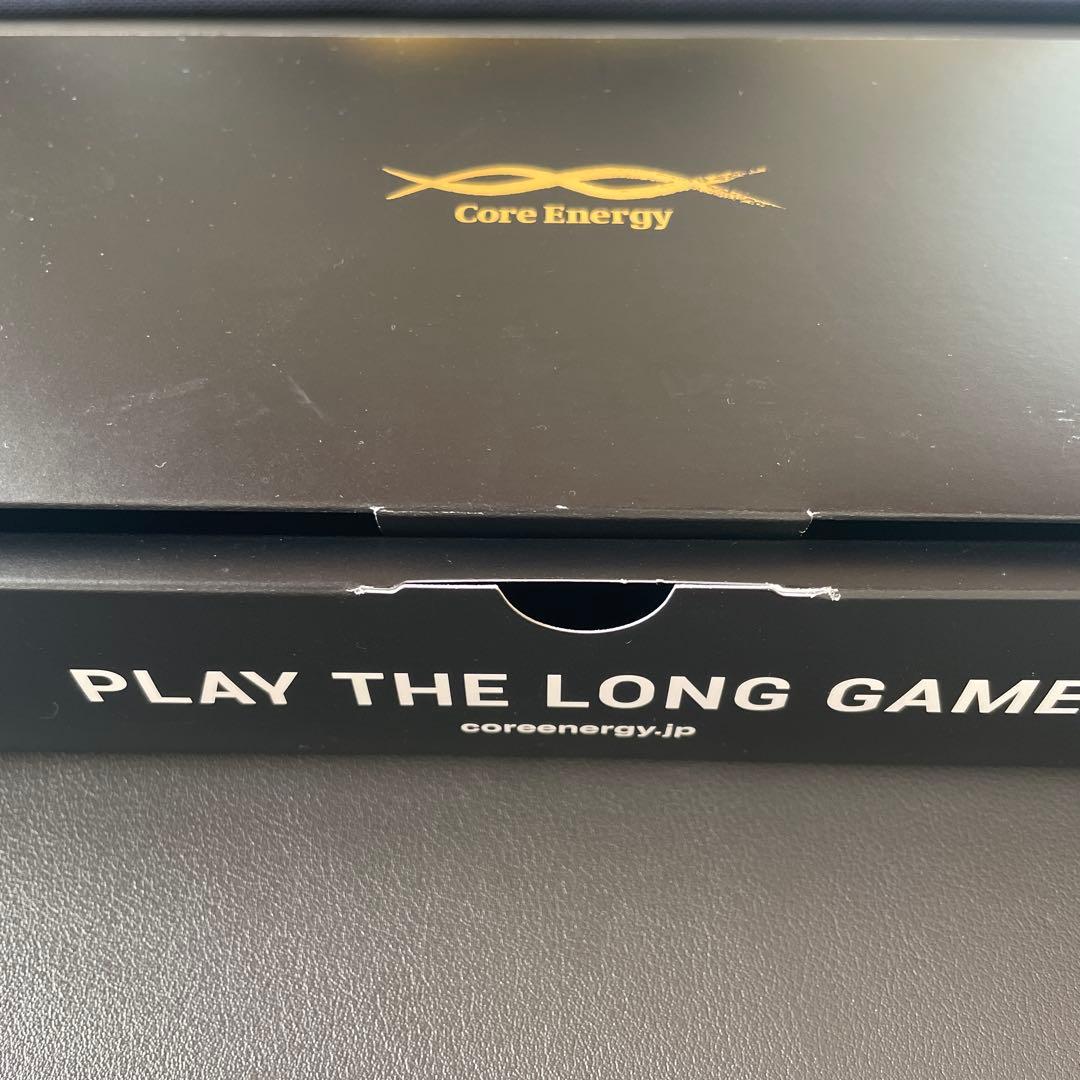 Core Energy
PLAY THE LONG GAME
coreenergy.jp